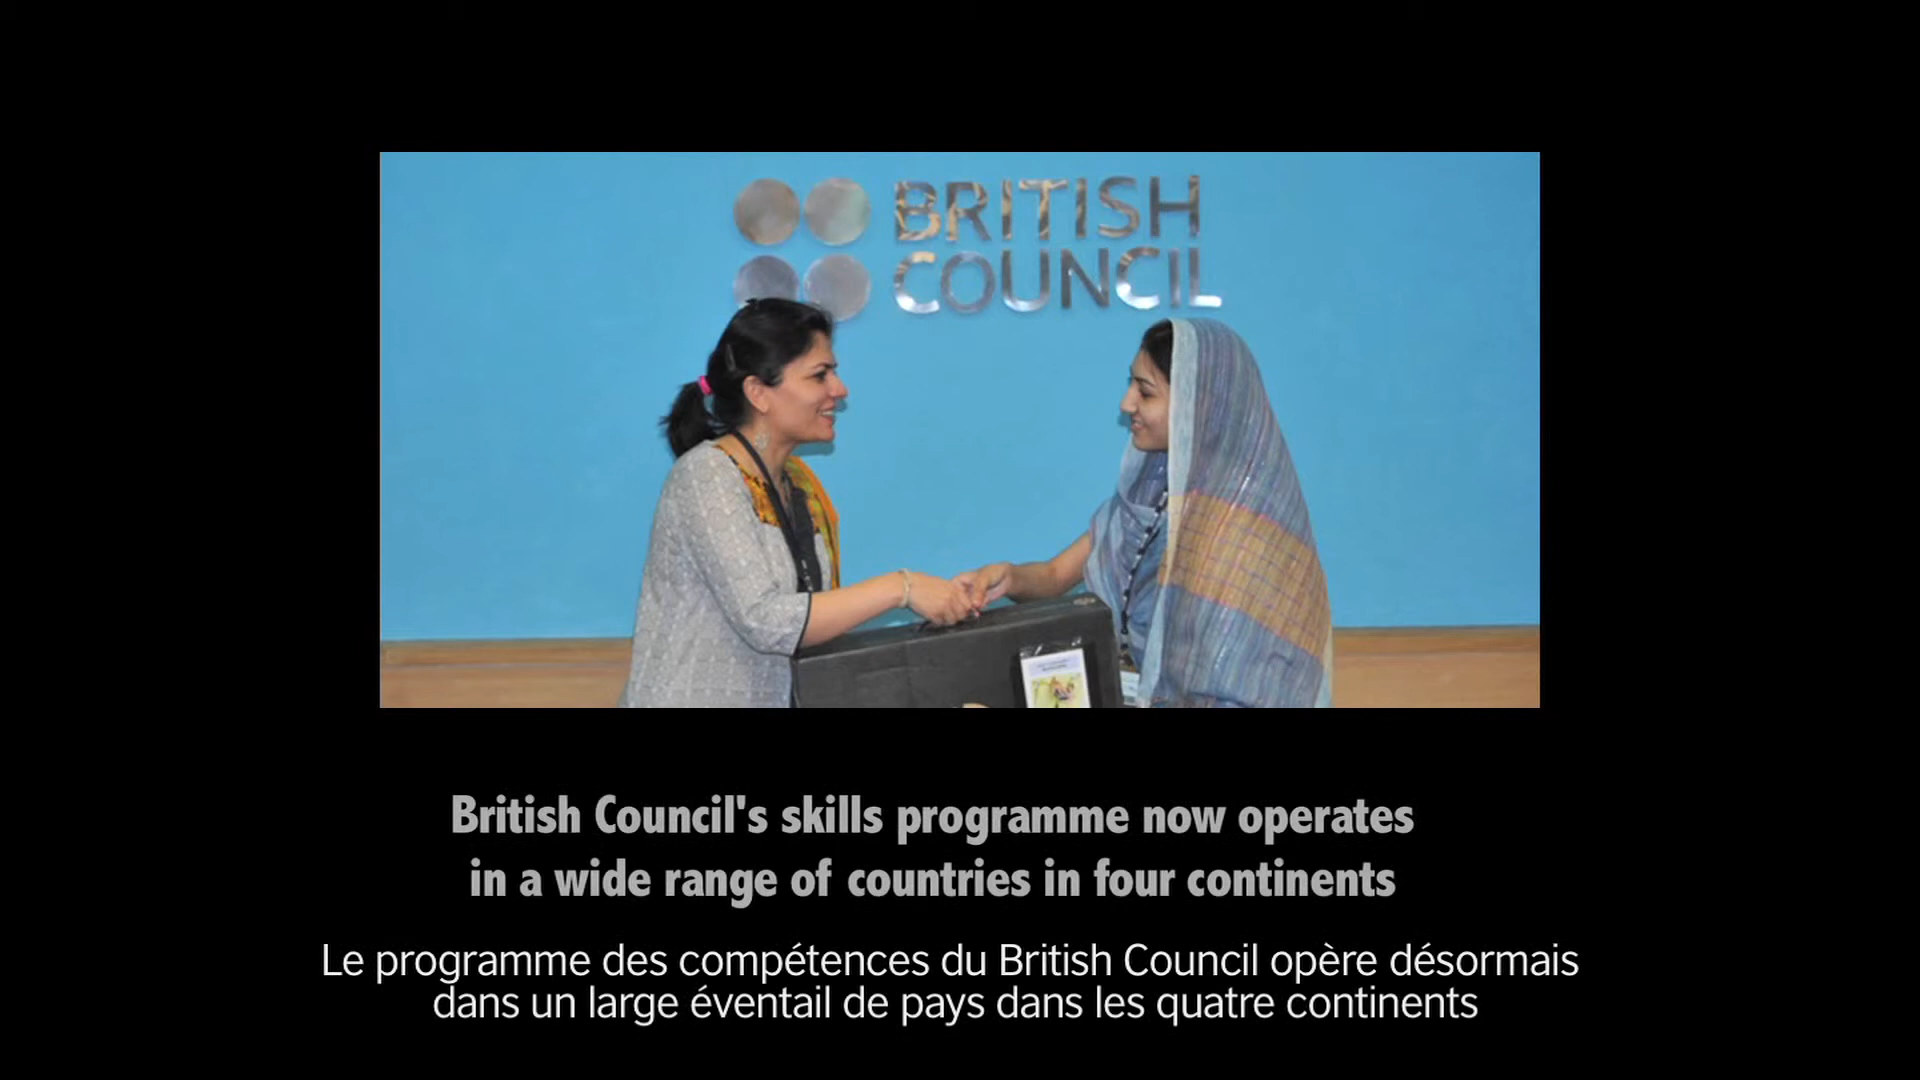 BRITISH
COUNCIL
British Council's skills programme now operates
in a wide range of countries in four continents
Le programme des compétences du British Council opère désormais
dans un large éventail de pays dans les quatre continents